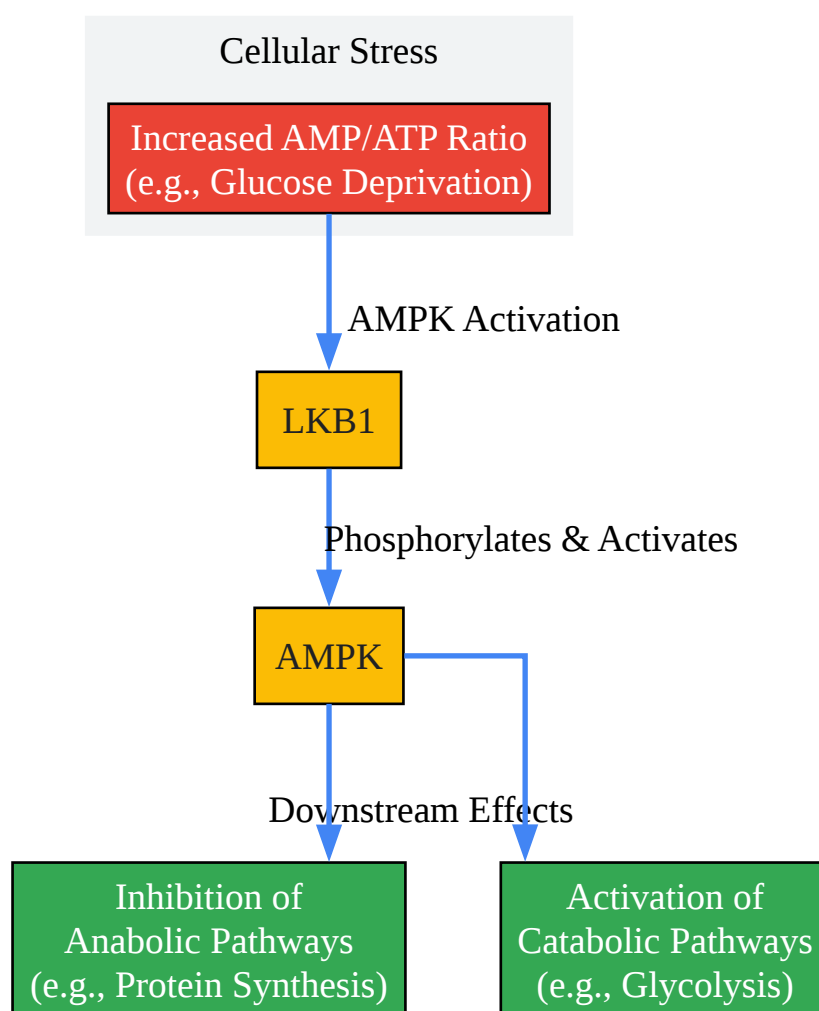 Cellular Stress
Increased AMP/ATP Ratio
(e.g., Glucose Deprivation)
AMPK Activation
LKB1
Phosphorylates & Activates
AMPK
Downstream Effects
Inhibition of
Anabolic Pathways
(e.g., Protein Synthesis)
Activation of
Catabolic Pathways
(e.g., Glycolysis)